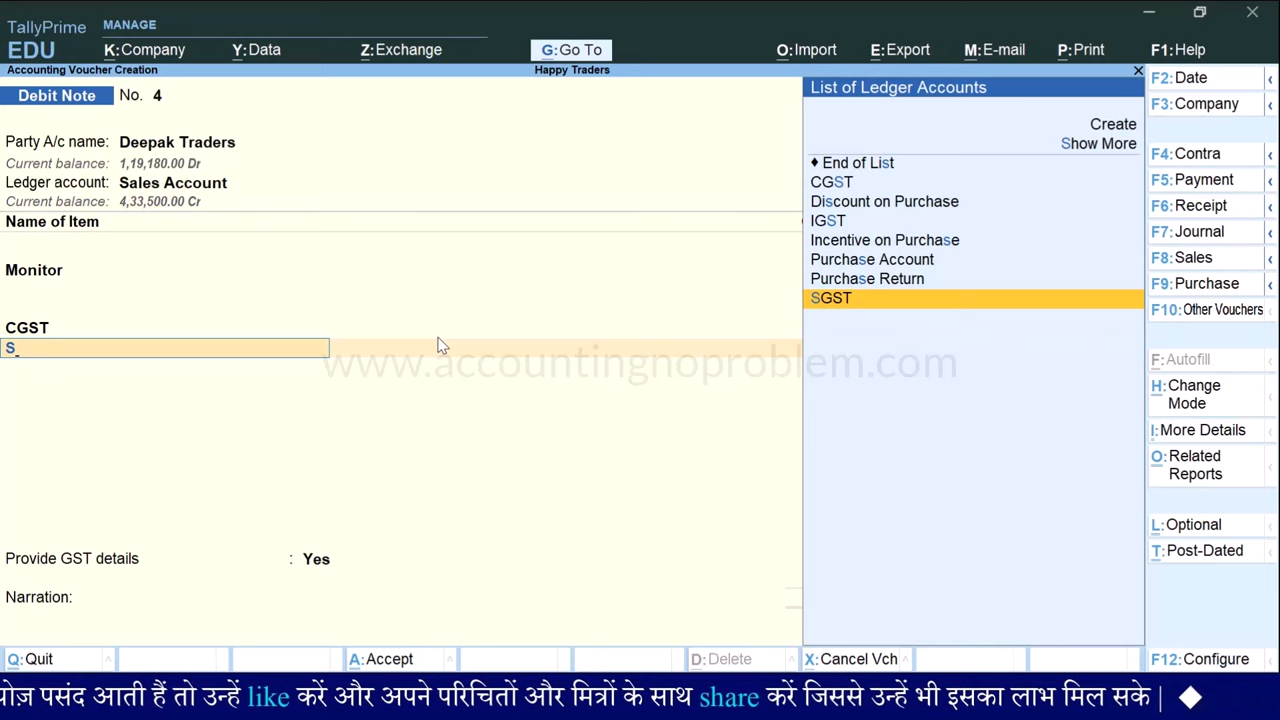 TallyPrime
MANAGE
EDU
K:Company
Y:Data
Z:Exchange
G:Go To
O:Import
E:Export
M:E-mail
P:Print
F1:Help
Accounting Voucher Creation
Happy Traders
Debit Note
No. 4
Party A/c name: Deepak Traders
Current balance: 1,19,180.00 Dr
Ledger account: Sales Account
Current balance: 4,33,500.00 Cr
Name of Item
Monitor
CGST
S
Provide GST details : Yes
Narration:
List of Ledger Accounts
Create
Show More
♦ End of List
CGST
Discount on Purchase
IGST
Incentive on Purchase
Purchase Account
Purchase Return
SGST
F2:Date
F3:Company
F4:Contra
F5:Payment
F6:Receipt
F7:Journal
F8:Sales
F9:Purchase
F10:Other Vouchers
F:Autofill
H:Change
Mode
I:More Details
O:Related
Reports
L:Optional
T:Post-Dated
www.accountingnoproblem.com
Q:Quit
A:Accept
D:Delete
X:Cancel Vch
F12:Configure
पसंद आती हैं तो उन्हें like करें और अपने परिचितों और मित्रों के साथ share करें जिससे उन्हें भी इसका लाभ मिल सके | ◆